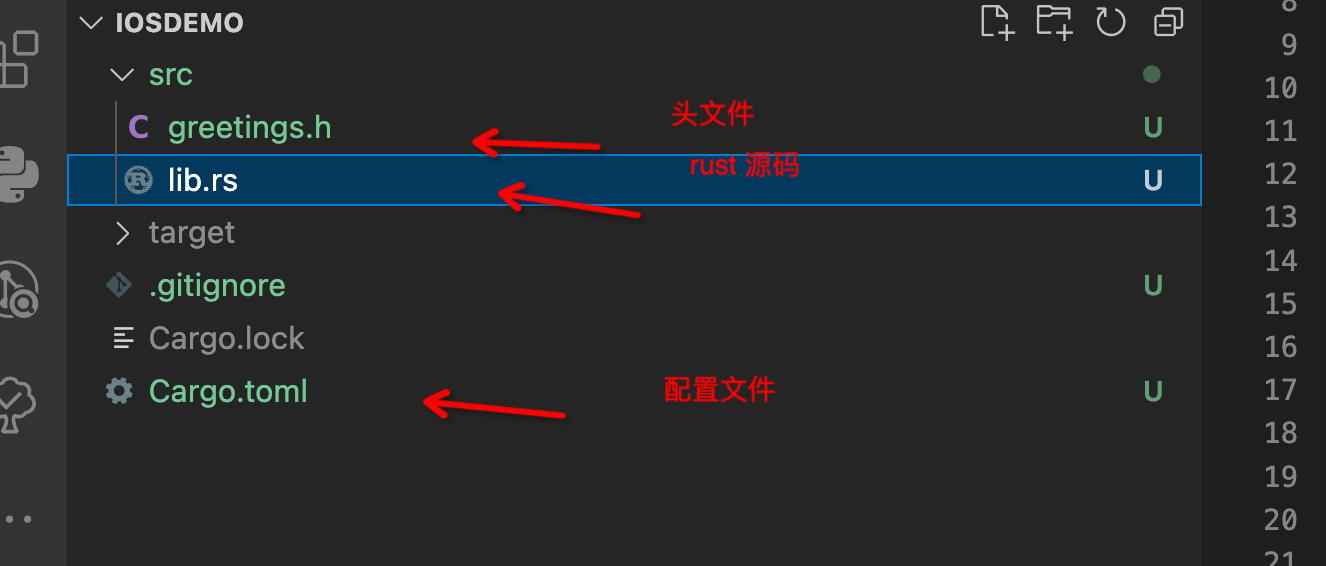 IOSDEMO
8
src
9
10
头文件
C greetings.h U
11
rust 源码
lib.rs U
12
target
13
.gitignore U
14
15
Cargo.lock
16
配置文件
Cargo.toml U
17
18
19
20
21